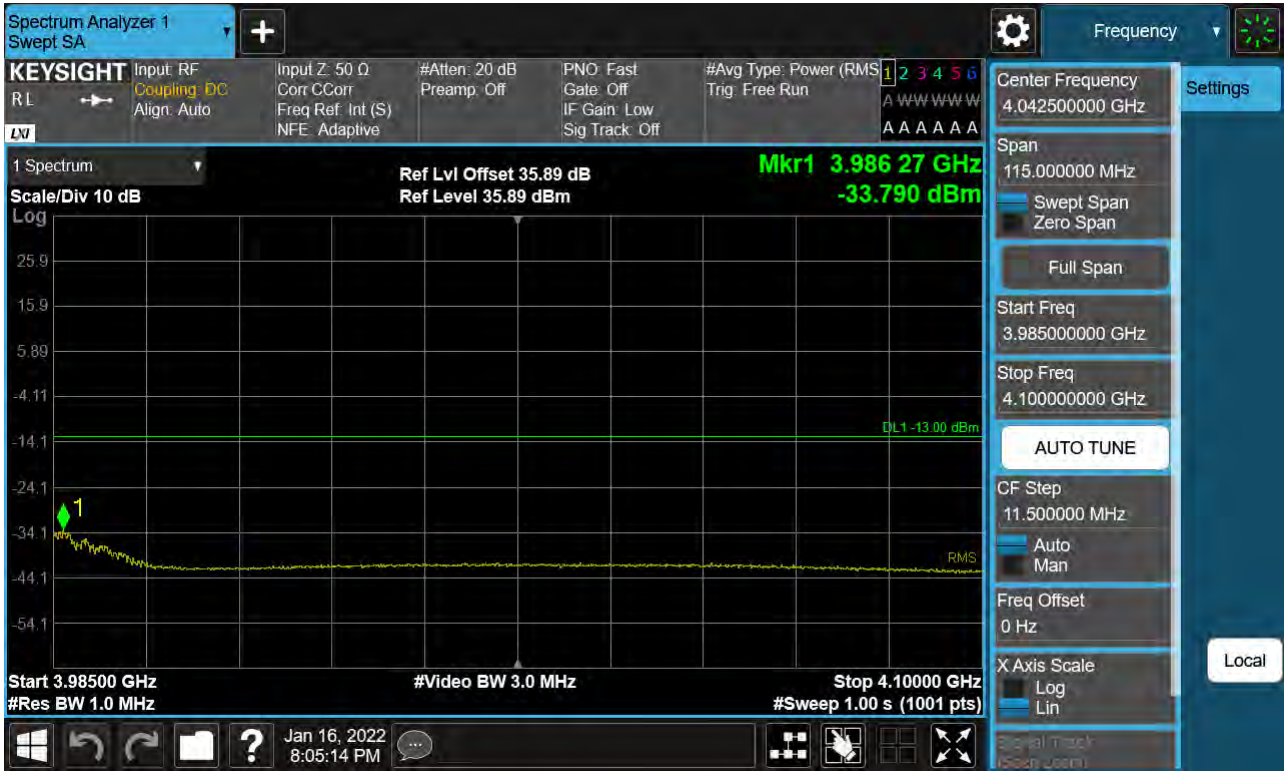 Spectrum Analyzer 1
Swept SA
Frequency
KEYSIGHT
RL
LXI
Input: RF
Coupling: DC
Align: Auto
Input Z: 50 Ω
Corr CCorr
Freq Ref: Int (S)
NFE: Adaptive
#Atten: 20 dB
Preamp: Off
PNO: Fast
Gate: Off
IF Gain: Low
Sig Track: Off
#Avg Type: Power (RMS
Trig: Free Run
1 2 3 4 5 6
A W W W W W
A A A A A A
1 Spectrum
Scale/Div 10 dB
Log
Ref Lvl Offset 35.89 dB
Ref Level 35.89 dBm
Mkr1 3.986 27 GHz
-33.790 dBm
25.9
15.9
5.89
-4.11
DL1 -13.00 dBm
-14.1
-24.1
1
-34.1
RMS
-44.1
-54.1
Start 3.98500 GHz
#Video BW 3.0 MHz
Stop 4.10000 GHz
#Res BW 1.0 MHz
#Sweep 1.00 s (1001 pts)
Jan 16, 2022
8:05:14 PM
Center Frequency
4.042500000 GHz
Settings
Span
115.000000 MHz
Swept Span
Zero Span
Full Span
Start Freq
3.985000000 GHz
Stop Freq
4.100000000 GHz
AUTO TUNE
CF Step
11.500000 MHz
Auto
Man
Freq Offset
0 Hz
X Axis Scale
Log
Lin
Local
Signal Track
(Span Zoom)